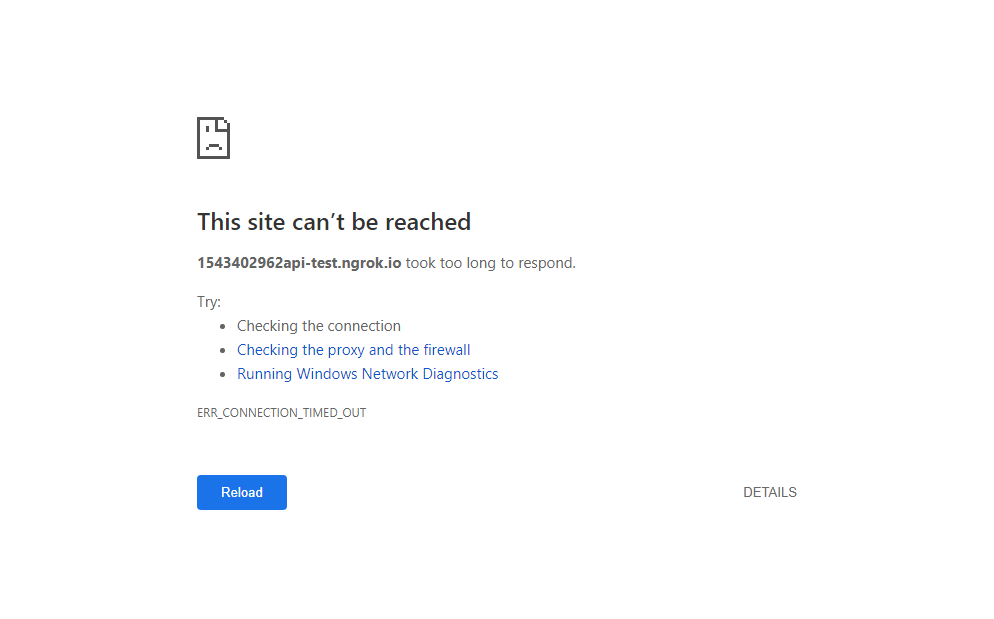 This site can’t be reached
1543402962api-test.ngrok.io took too long to respond.
Try:
Checking the connection
Checking the proxy and the firewall
Running Windows Network Diagnostics
ERR_CONNECTION_TIMED_OUT
Reload DETAILS